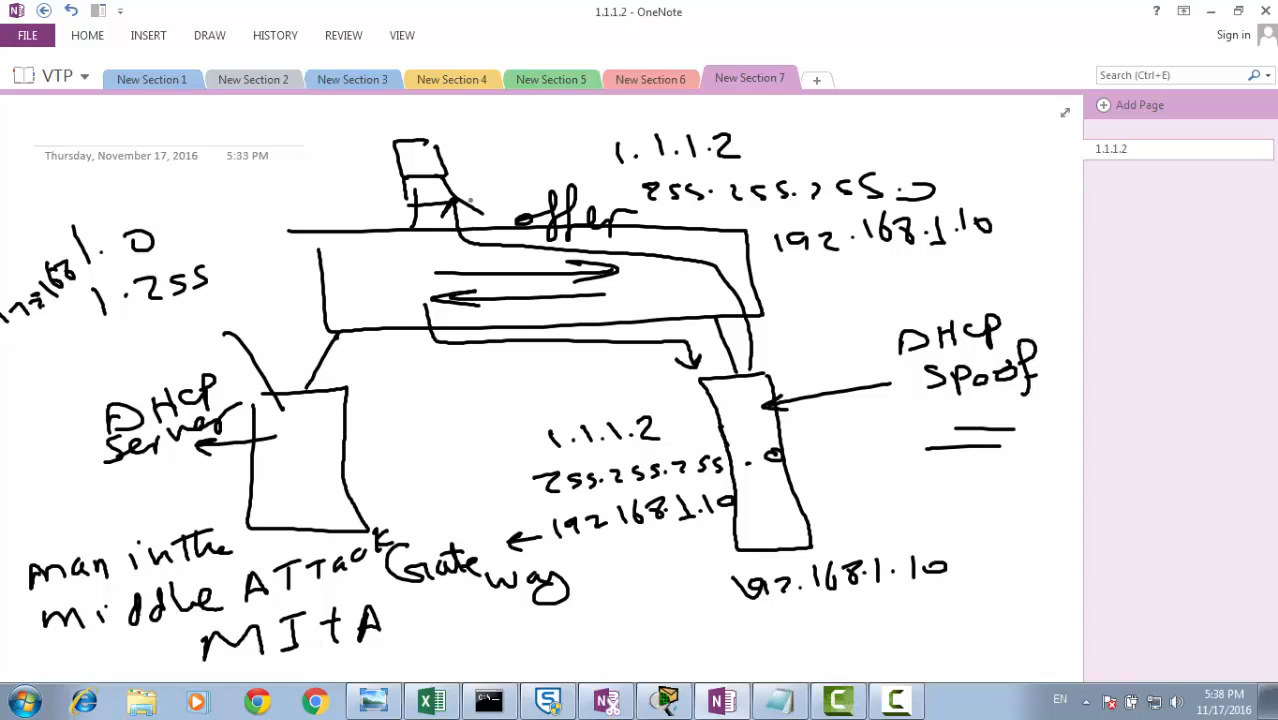 1.1.1.2 - OneNote
?
FILE
HOME
INSERT
DRAW
HISTORY
REVIEW
VIEW
Sign in
VTP
New Section 1
New Section 2
New Section 3
New Section 4
New Section 5
New Section 6
New Section 7
Search (Ctrl+E)
Add Page
1.1.1.2
Thursday, November 17, 2016
5:33 PM
1.1.1.2
255.255.255.0
192.168.1.10
offer
1.0
1.255
DHCP
Spoof
DHCP
Server
1.1.1.2
255.255.255.0
192 168.1.10
Gateway
192.168.1.10
man in the
middle ATTack
MItA
EN
5:38 PM
11/17/2016